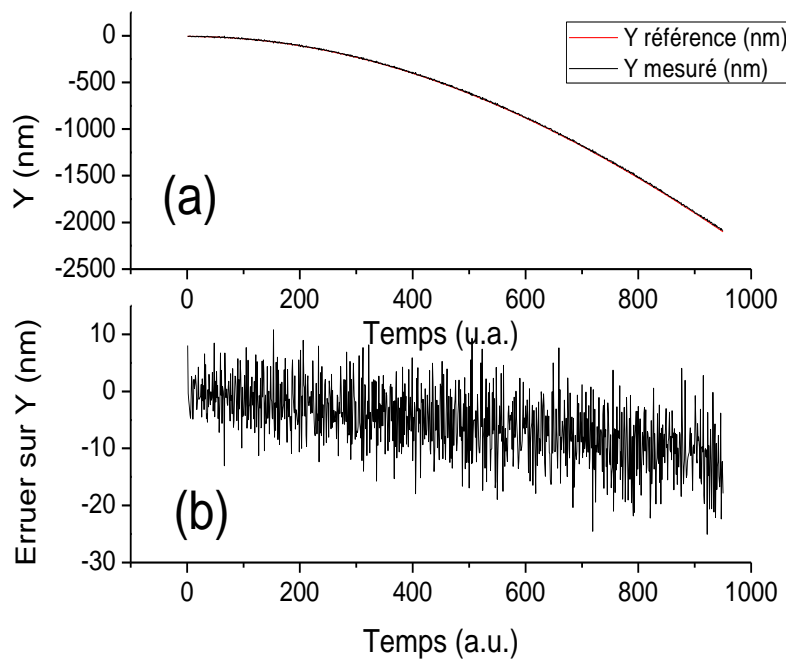 Y référence (nm)
Y mesuré (nm)
0
-500
-1000
-1500
-2000
-2500
Y (nm)
(a)
0 200 400 600 800 1000
Temps (u.a.)
10
0
-10
-20
-30
Erruer sur Y (nm)
(b)
0 200 400 600 800 1000
Temps (a.u.)